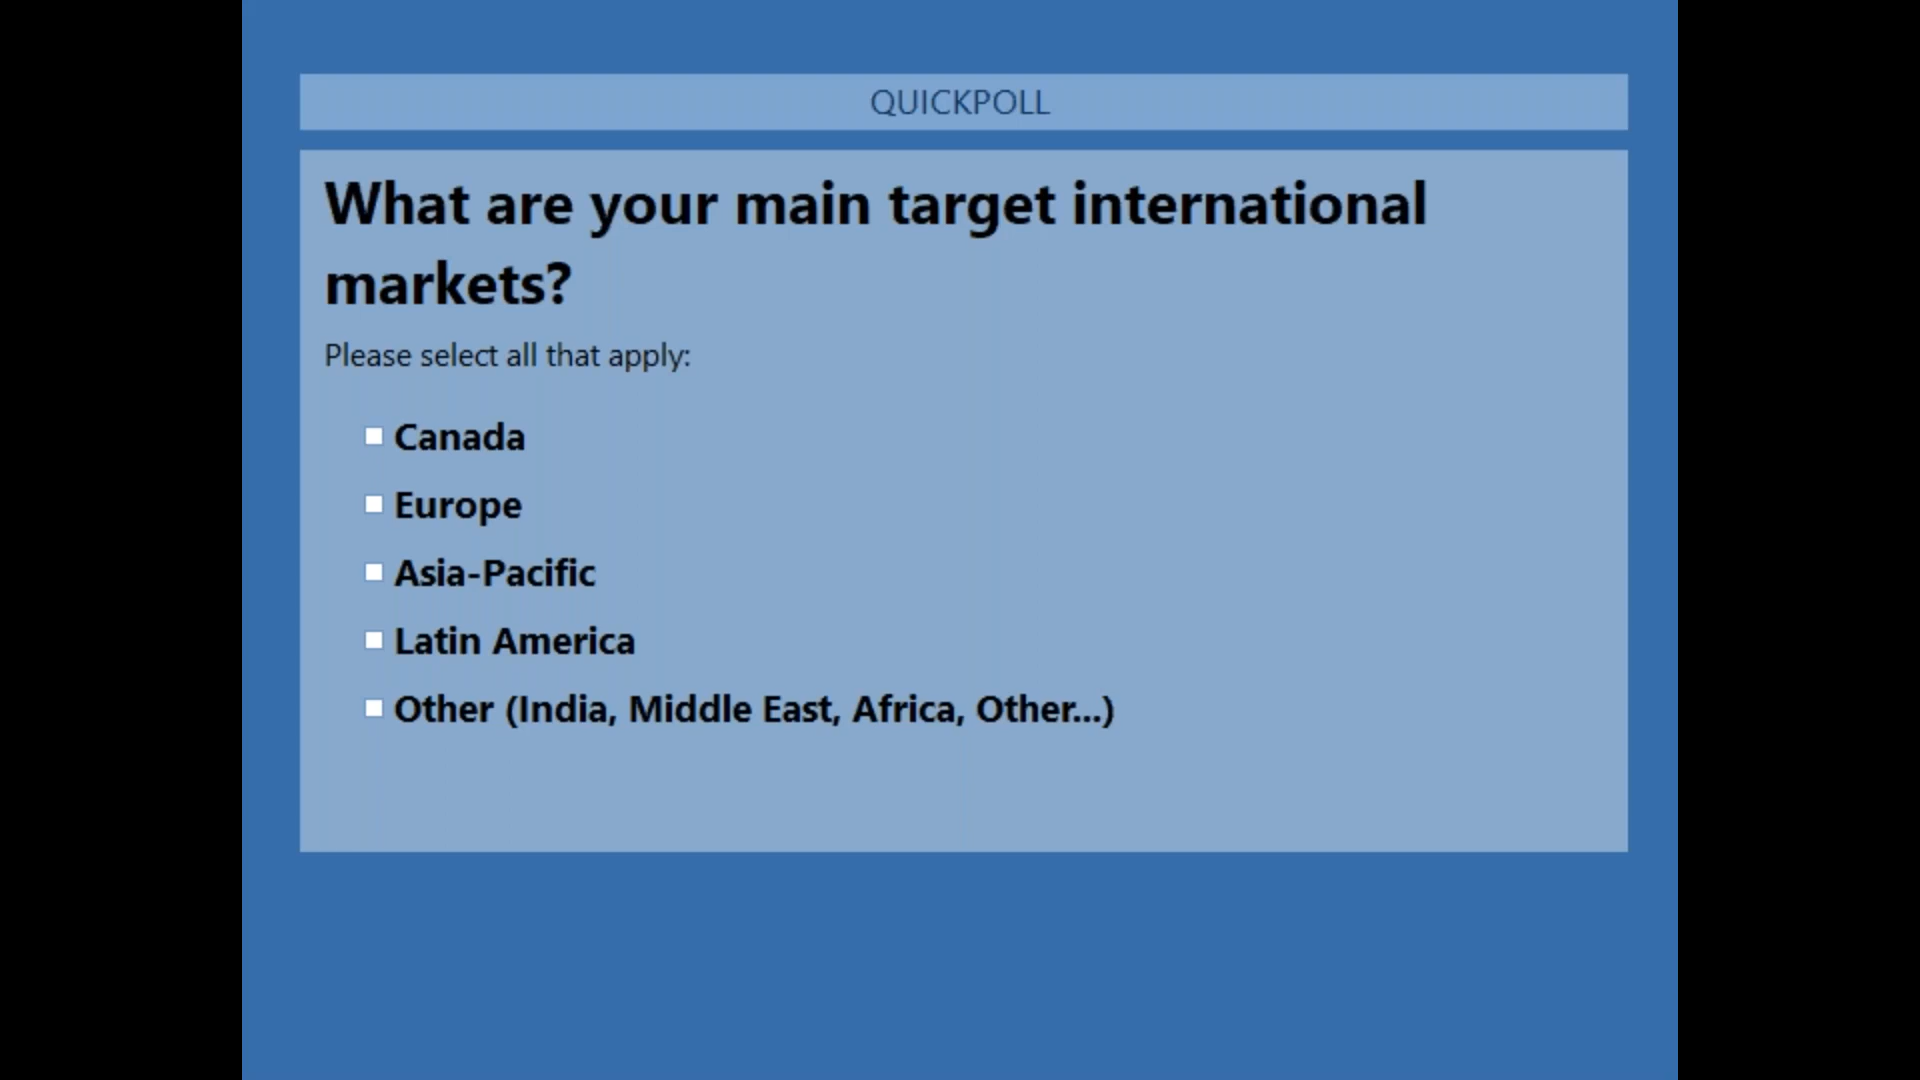 QUICKPOLL
What are your main target international
markets?
Please select all that apply:
Canada
Europe
Asia-Pacific
Latin America
Other (India, Middle East, Africa, Other...)